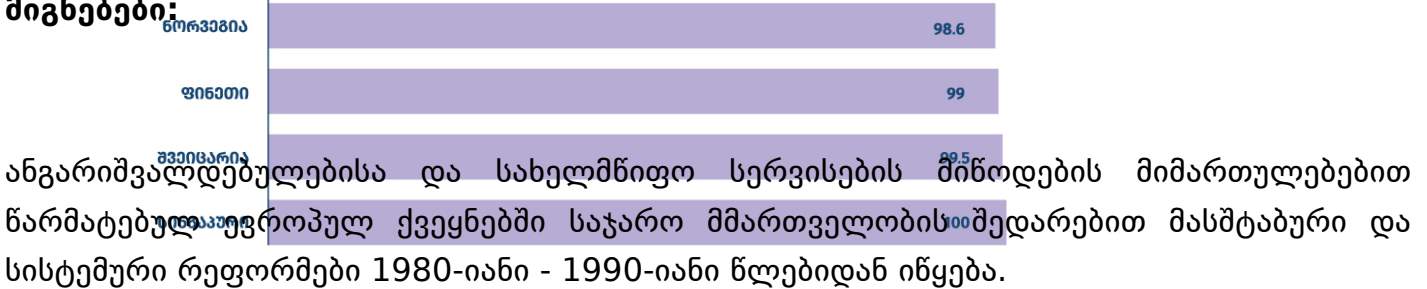 მიგნებები:
ნორვეგია 98.6
ფინეთი 99
შვეიცარია 99.5
ანგარიშვალდებულებისა და სახელმწიფო სერვისების მიწოდების მიმართულებებით
სინგაპური 100
წარმატებულ ევროპულ ქვეყნებში საჯარო მმართველობის შედარებით მასშტაბური და
სისტემური რეფორმები 1980-იანი - 1990-იანი წლებიდან იწყება.